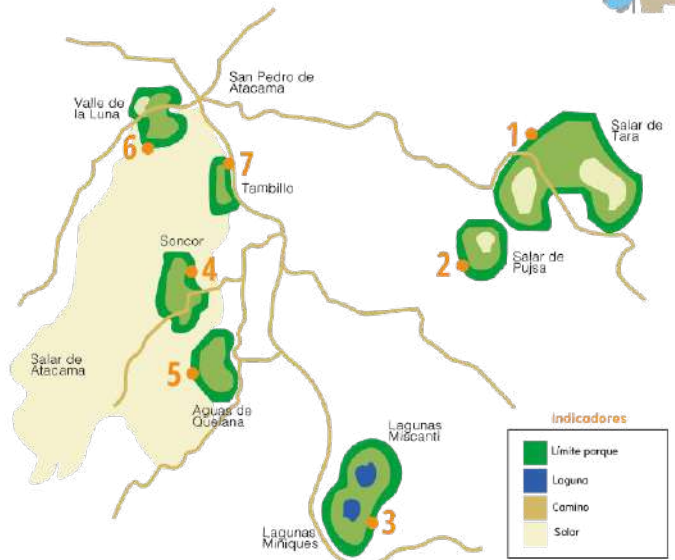 San Pedro de
Atacama
Valle de
la Luna
6
7
Tambillo
1
Salar de
Tara
2
Salar de
Pujsa
Soncor
4
Salar de
Atacama
5
Aguas de
Quelana
Lagunas
Miscanti
3
Lagunas
Miñiques
Indicadores
Límite parque
Laguna
Camino
Salar